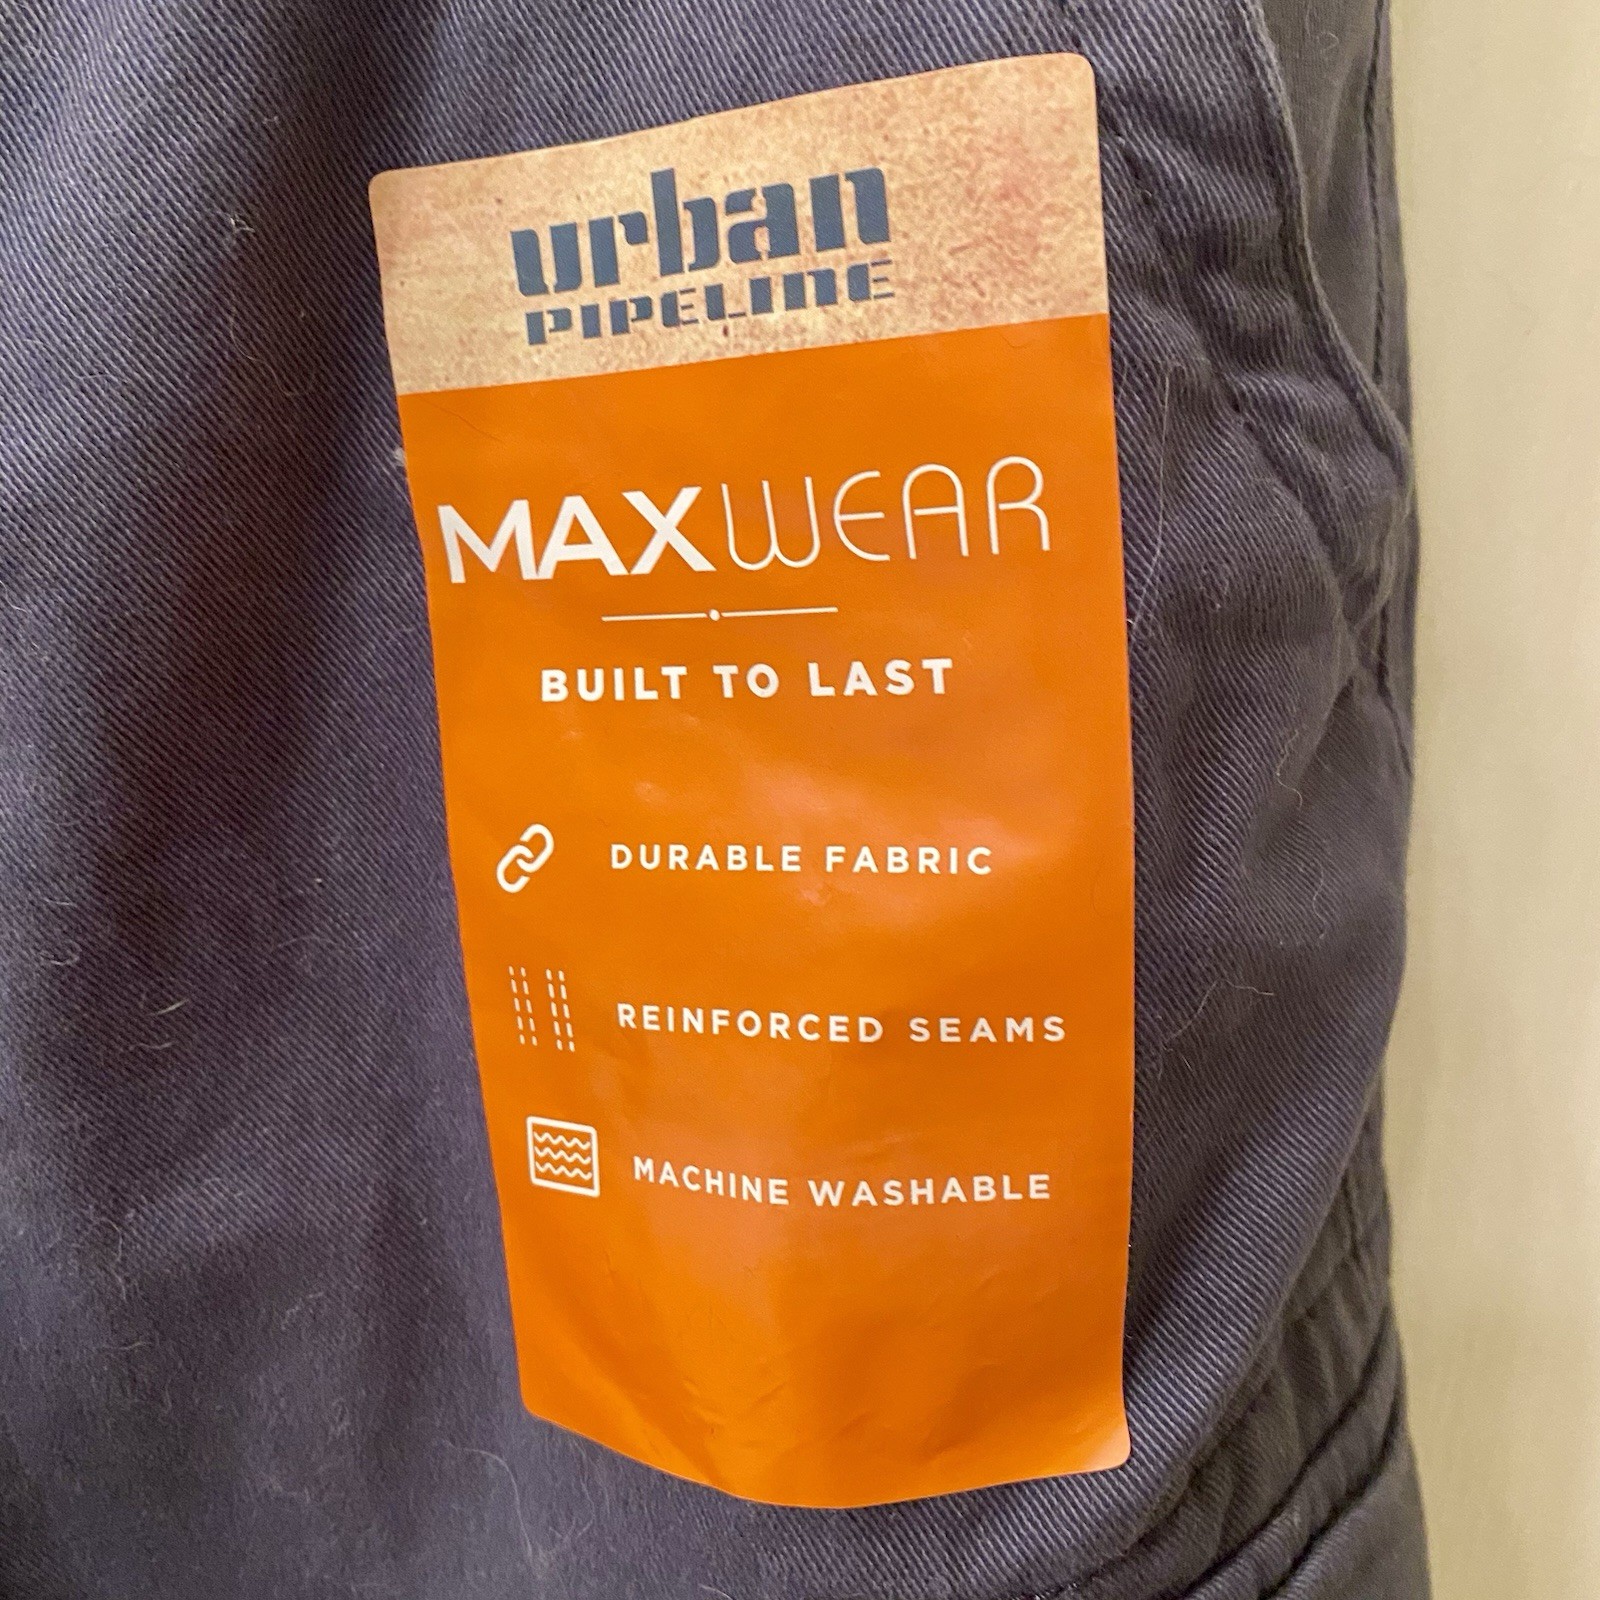 urban
PIPELINE
MAXWEAR
BUILT TO LAST
DURABLE FABRIC
REINFORCED SEAMS
MACHINE WASHABLE